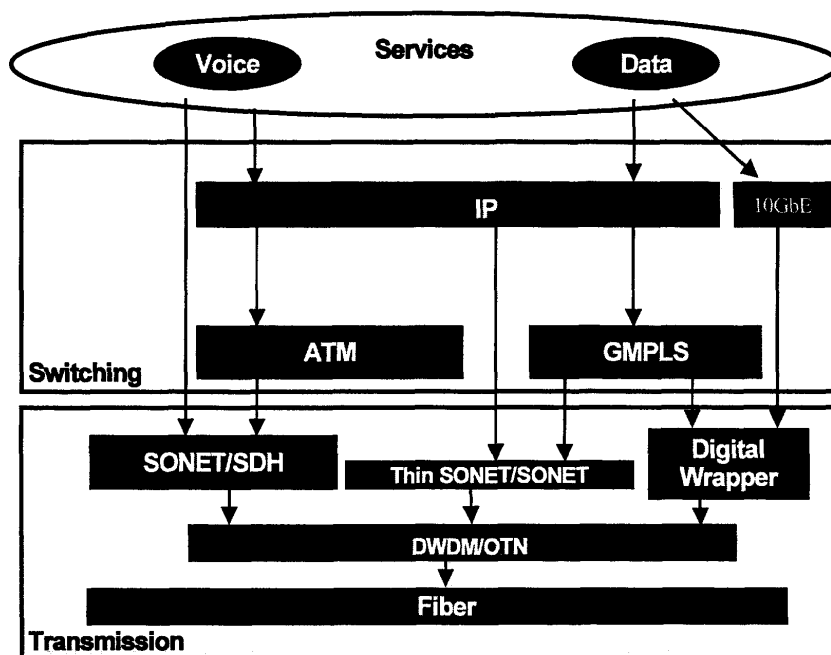 Services
Voice
Data
IP
10GbE
ATM
GMPLS
Switching
SONET/SDH
Thin SONET/SONET
Digital
Wrapper
DWDM/OTN
Fiber
Transmission